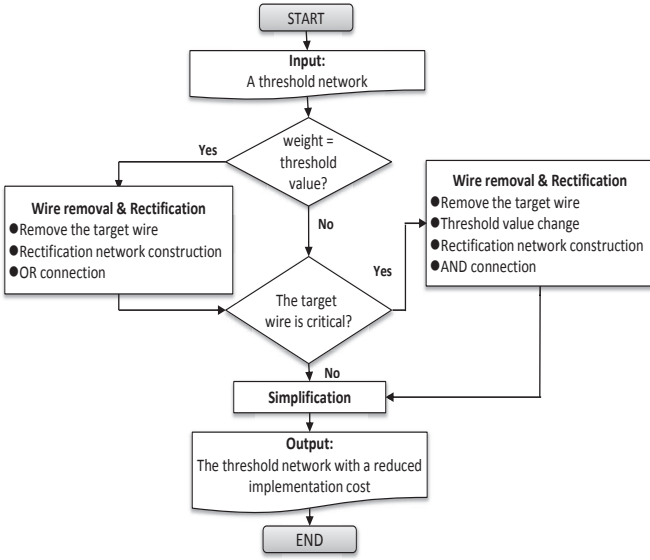 START
Input:
A threshold network
weight =
threshold
value?
Yes
No
Wire removal & Rectification
●Remove the target wire
●Rectification network construction
●OR connection
The target
wire is critical?
Yes
No
Wire removal & Rectification
●Remove the target wire
●Threshold value change
●Rectification network construction
●AND connection
Simplification
Output:
The threshold network with a reduced
implementation cost
END